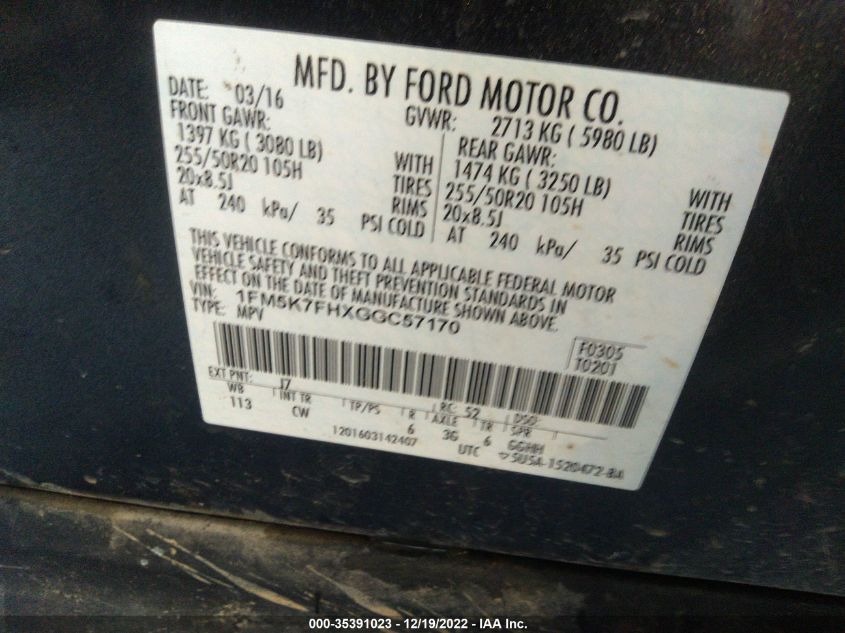 MFD. BY FORD MOTOR CO.
DATE: 03/16 GVWR: 2713 KG ( 5980 LB)
FRONT GAWR: REAR GAWR:
1397 KG ( 3080 LB) WITH 1474 KG ( 3250 LB) WITH
255/50R20 105H TIRES 255/50R20 105H TIRES
20x8.5J RIMS 20x8.5J RIMS
AT 240 kPa/ 35 PSI COLD AT 240 kPa/ 35 PSI COLD
THIS VEHICLE CONFORMS TO ALL APPLICABLE FEDERAL MOTOR
VEHICLE SAFETY AND THEFT PREVENTION STANDARDS IN
EFFECT ON THE DATE OF MANUFACTURE SHOWN ABOVE.
VIN: 1FM5K7FHXGGC57170
TYPE: MPV
F0305
T0201
EXT PNT: J7 RC: 52 DSO:
WB INT TR TP/PS R AXLE TR SPR
113 CW 6 3G 6 GGHH
1201603142407 UTC 5USA-1520472-BA
000-35391023 - 12/19/2022 - IAA Inc.